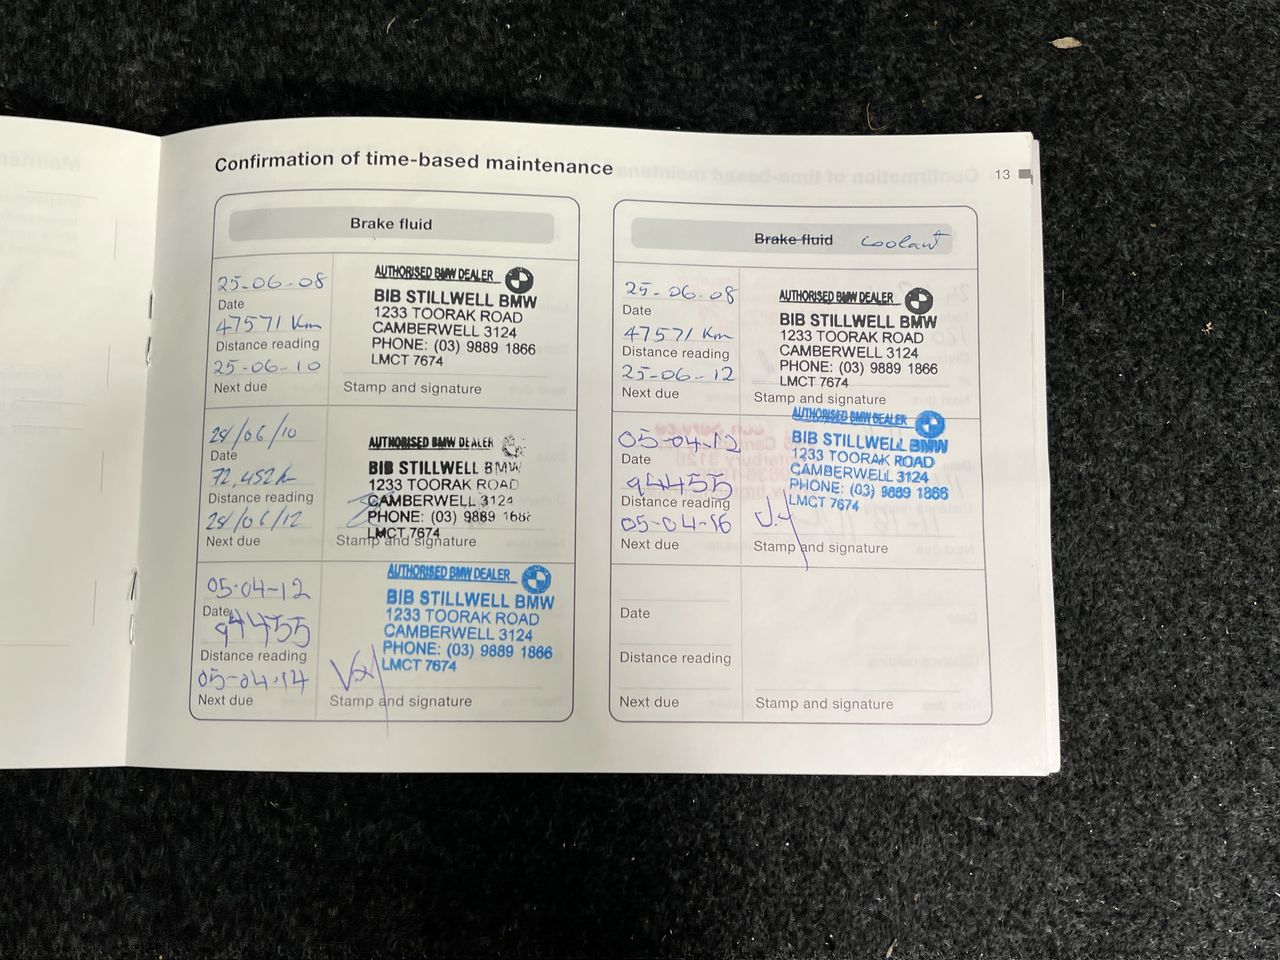 Confirmation of time-based maintenance
13
Brake fluid
25-06-08
Date
47571 Km
Distance reading
25-06-10
Next due
AUTHORISED BMW DEALER
BIB STILLWELL BMW
1233 TOORAK ROAD
CAMBERWELL 3124
PHONE: (03) 9889 1866
LMCT 7674
Stamp and signature
28/06/10
Date
72,452k
Distance reading
28/06/12
Next due
AUTHORISED BMW DEALER
BIB STILLWELL BMW
1233 TOORAK ROAD
CAMBERWELL 3124
PHONE: (03) 9889 1866
LMCT 7674
Stamp and signature
05-04-12
Date
94455
Distance reading
05-04-14
Next due
AUTHORISED BMW DEALER
BIB STILLWELL BMW
1233 TOORAK ROAD
CAMBERWELL 3124
PHONE: (03) 9889 1866
LMCT 7674
Stamp and signature
Brake fluid coolant
25-06-08
Date
47571 Km
Distance reading
25-06-12
Next due
AUTHORISED BMW DEALER
BIB STILLWELL BMW
1233 TOORAK ROAD
CAMBERWELL 3124
PHONE: (03) 9889 1866
LMCT 7674
Stamp and signature
05-04-12
Date
94455
Distance reading
05-04-16
Next due
AUTHORISED BMW DEALER
BIB STILLWELL BMW
1233 TOORAK ROAD
CAMBERWELL 3124
PHONE: (03) 9889 1866
LMCT 7674
Stamp and signature
Date
Distance reading
Next due
Stamp and signature